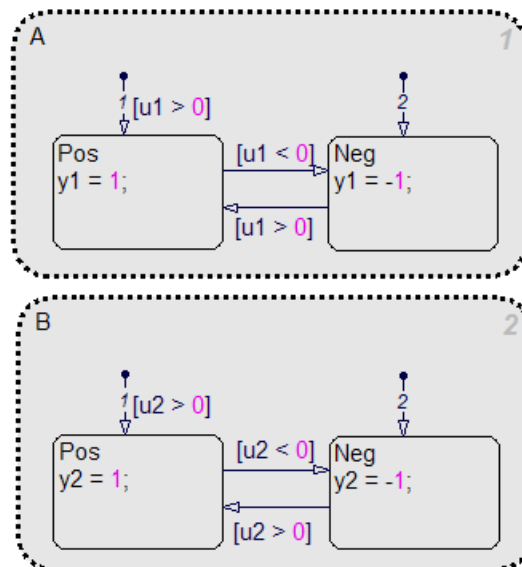 A 1
1 [u1 > 0] 2
Pos [u1 < 0] Neg
y1 = 1; y1 = -1;
[u1 > 0]
B 2
1 [u2 > 0] 2
Pos [u2 < 0] Neg
y2 = 1; y2 = -1;
[u2 > 0]